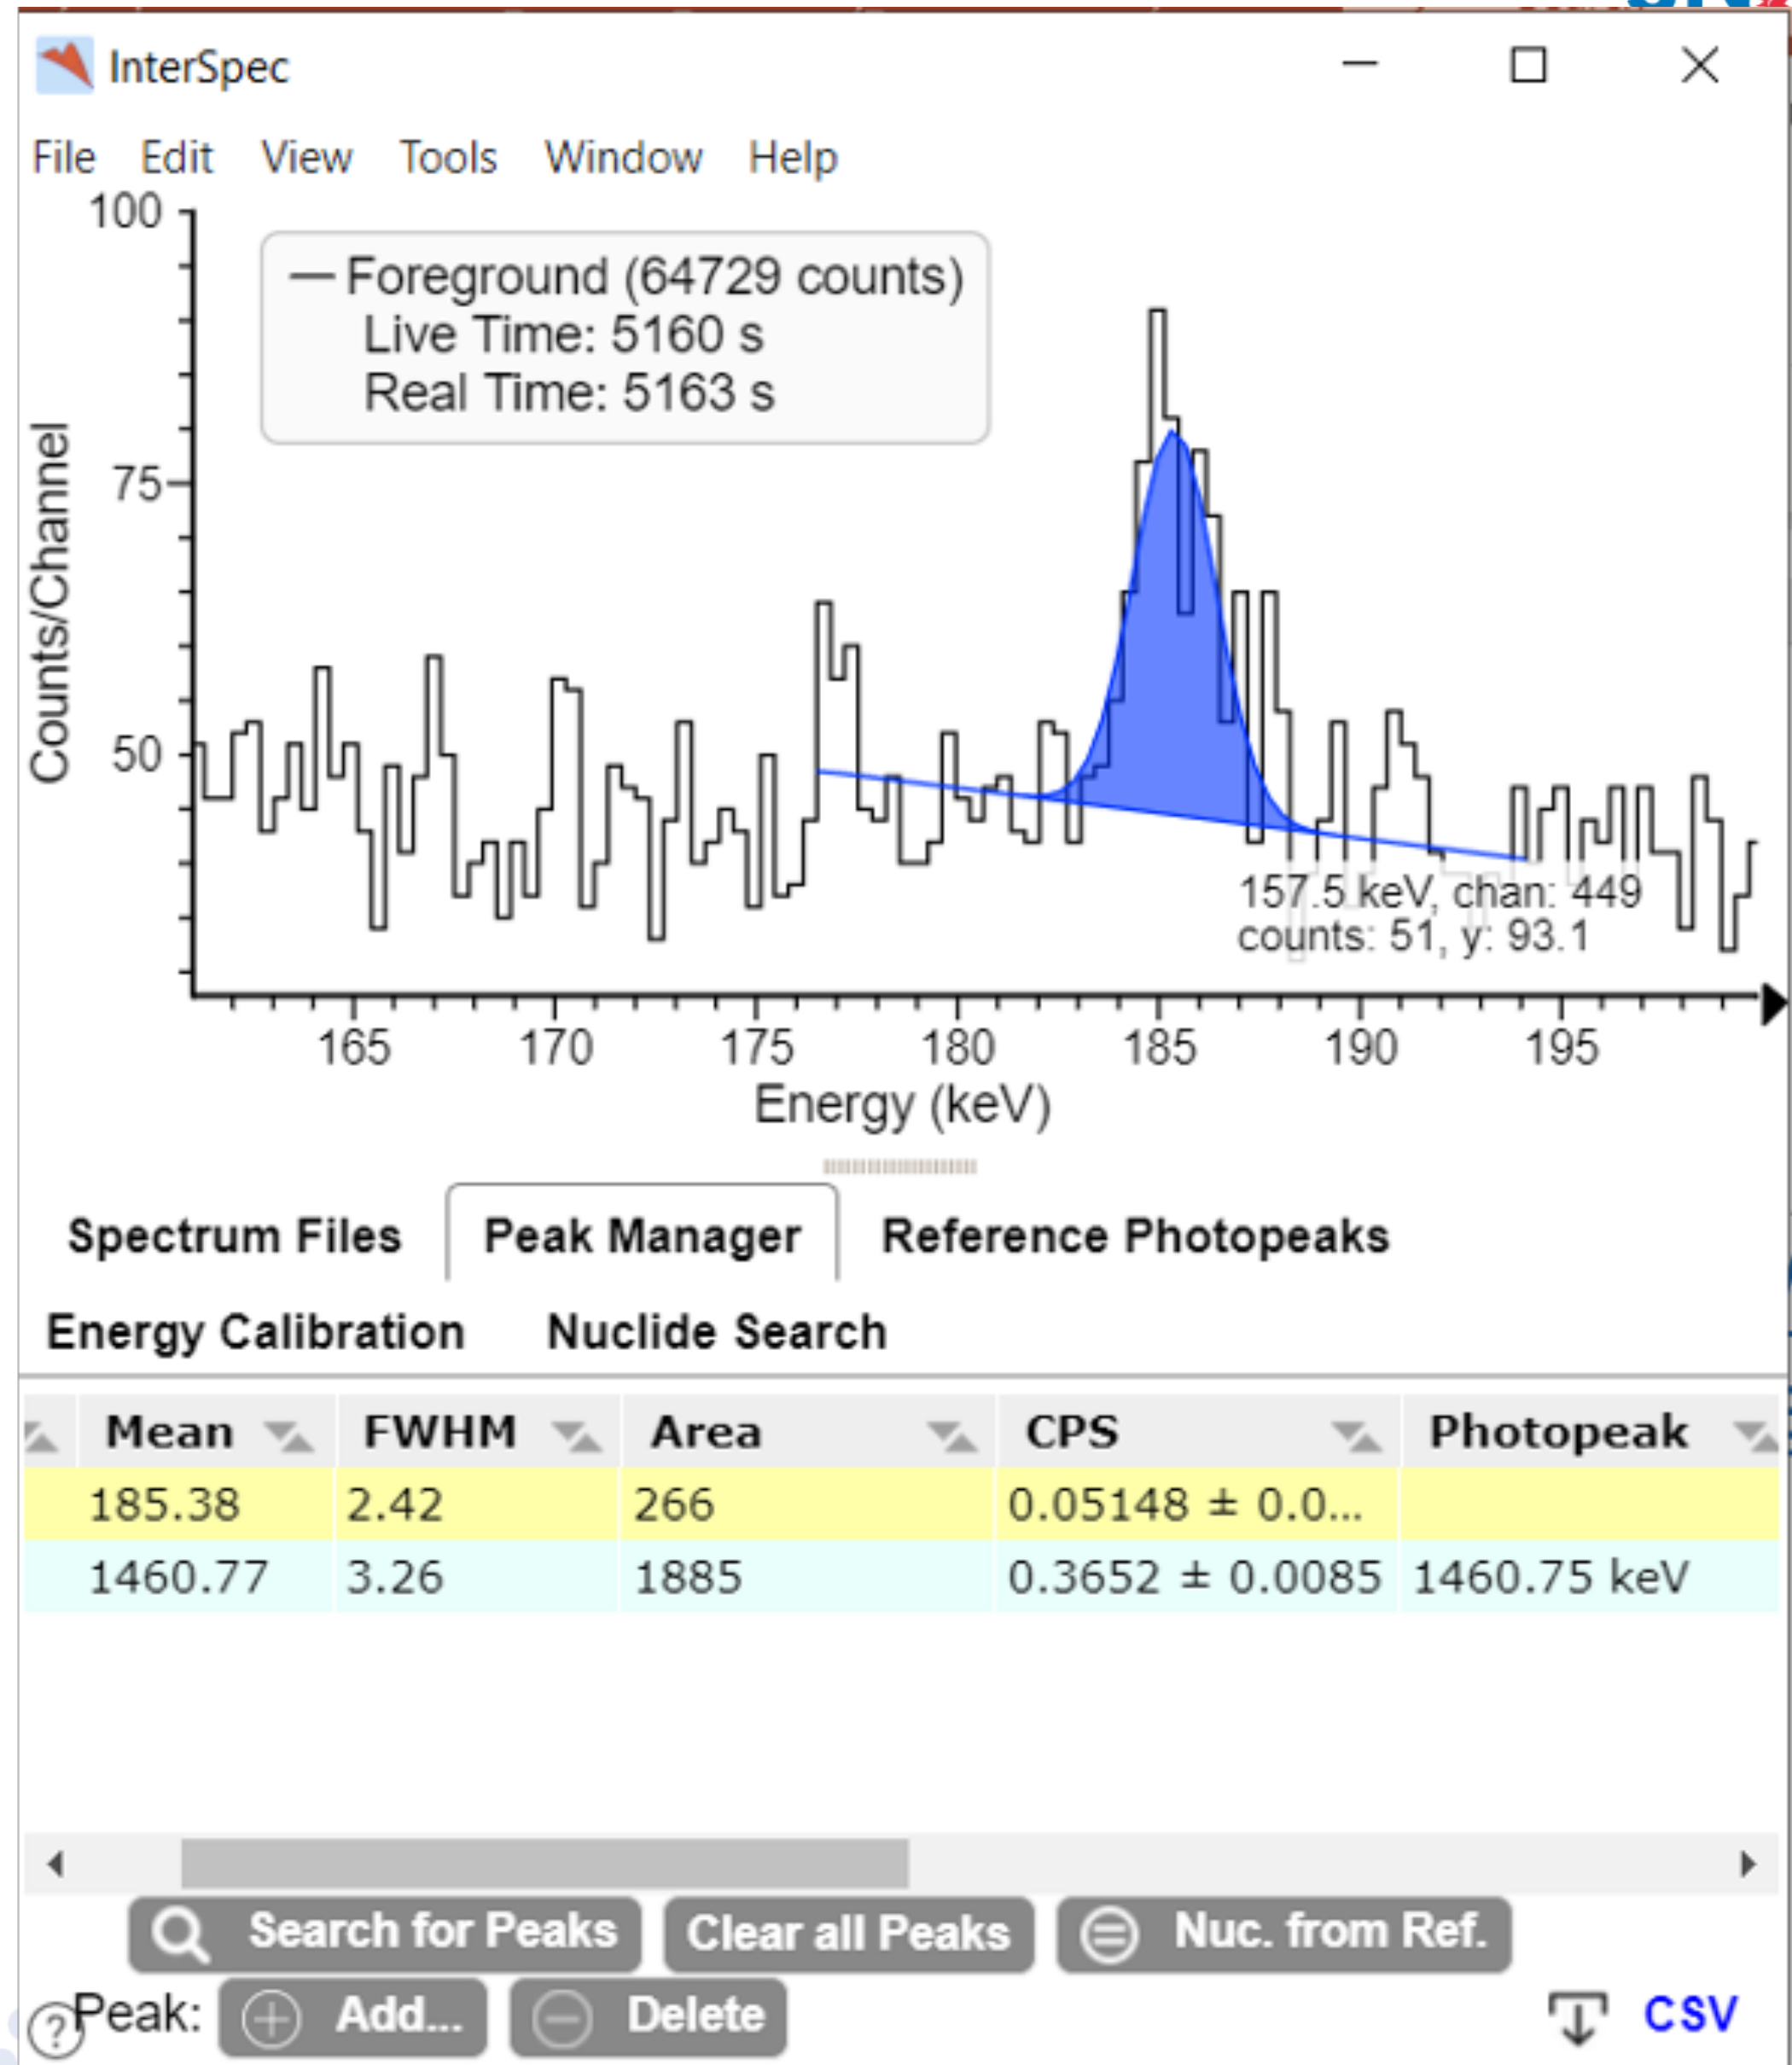 InterSpec
File Edit View Tools Window Help
100
75
50
Counts/Channel
Foreground (64729 counts)
Live Time: 5160 s
Real Time: 5163 s
157.5 keV, chan: 449
counts: 51, y: 93.1
165 170 175 180 185 190 195
Energy (keV)
Spectrum Files Peak Manager Reference Photopeaks
Energy Calibration Nuclide Search
Mean FWHM Area CPS Photopeak
185.38 2.42 266 0.05148 ± 0.0...
1460.77 3.26 1885 0.3652 ± 0.0085 1460.75 keV
Search for Peaks Clear all Peaks Nuc. from Ref.
? Peak: Add... Delete CSV